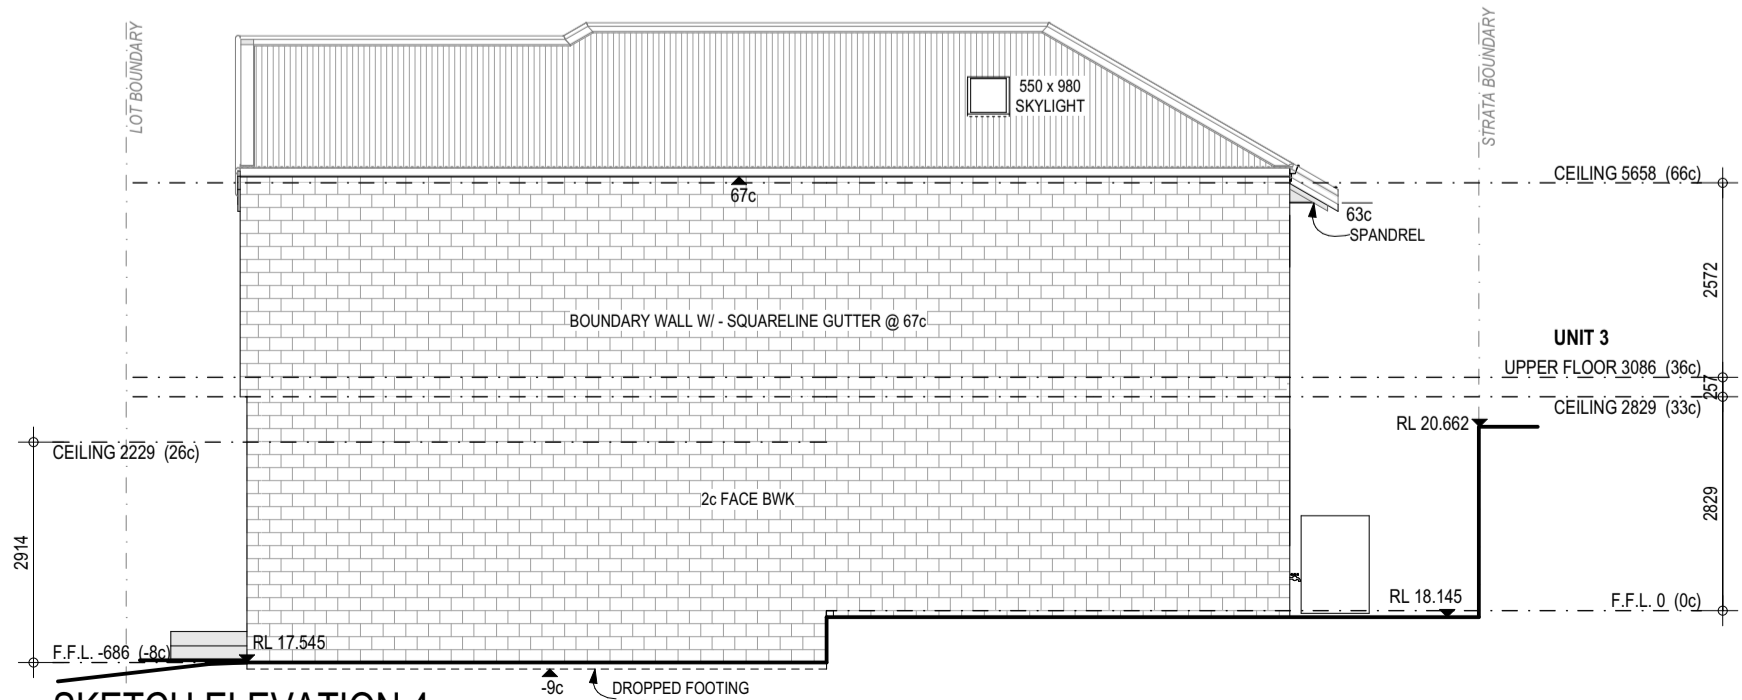 LOT BOUNDARY
STRATA BOUNDARY
550 x 980
SKYLIGHT
CEILING 5658 (66c)
67c
63c
SPANDREL
2572
BOUNDARY WALL W/ - SQUARELINE GUTTER @ 67c
UNIT 3
UPPER FLOOR 3086 (36c)
257
CEILING 2829 (33c)
RL 20.662
CEILING 2229 (26c)
2c FACE BWK
2829
2914
RL 18.145
F.F.L. 0 (0c)
RL 17.545
F.F.L. -686 (-8c)
-9c
DROPPED FOOTING
SKETCH ELEVATION 4